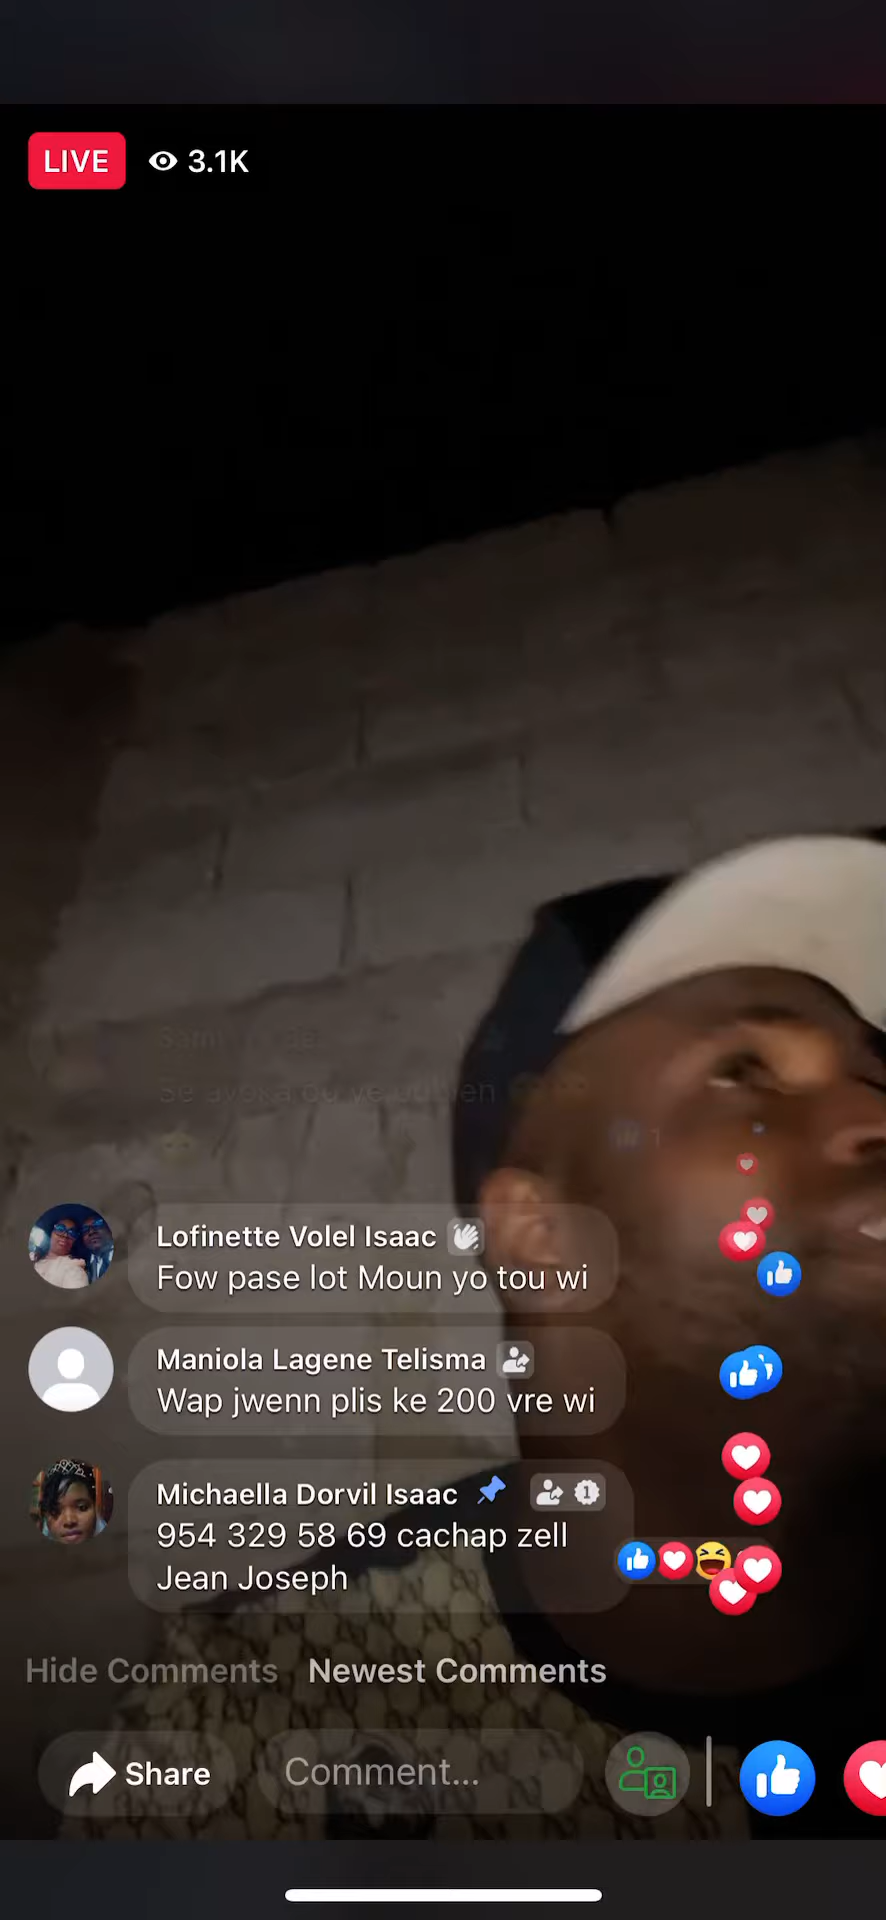 LIVE 3.1K
Lofinette Volel Isaac
Fow pase lot Moun yo tou wi
Maniola Lagene Telisma
Wap jwenn plis ke 200 vre wi
Michaella Dorvil Isaac 1
954 329 58 69 cachap zell
Jean Joseph
Hide Comments Newest Comments
Share Comment...